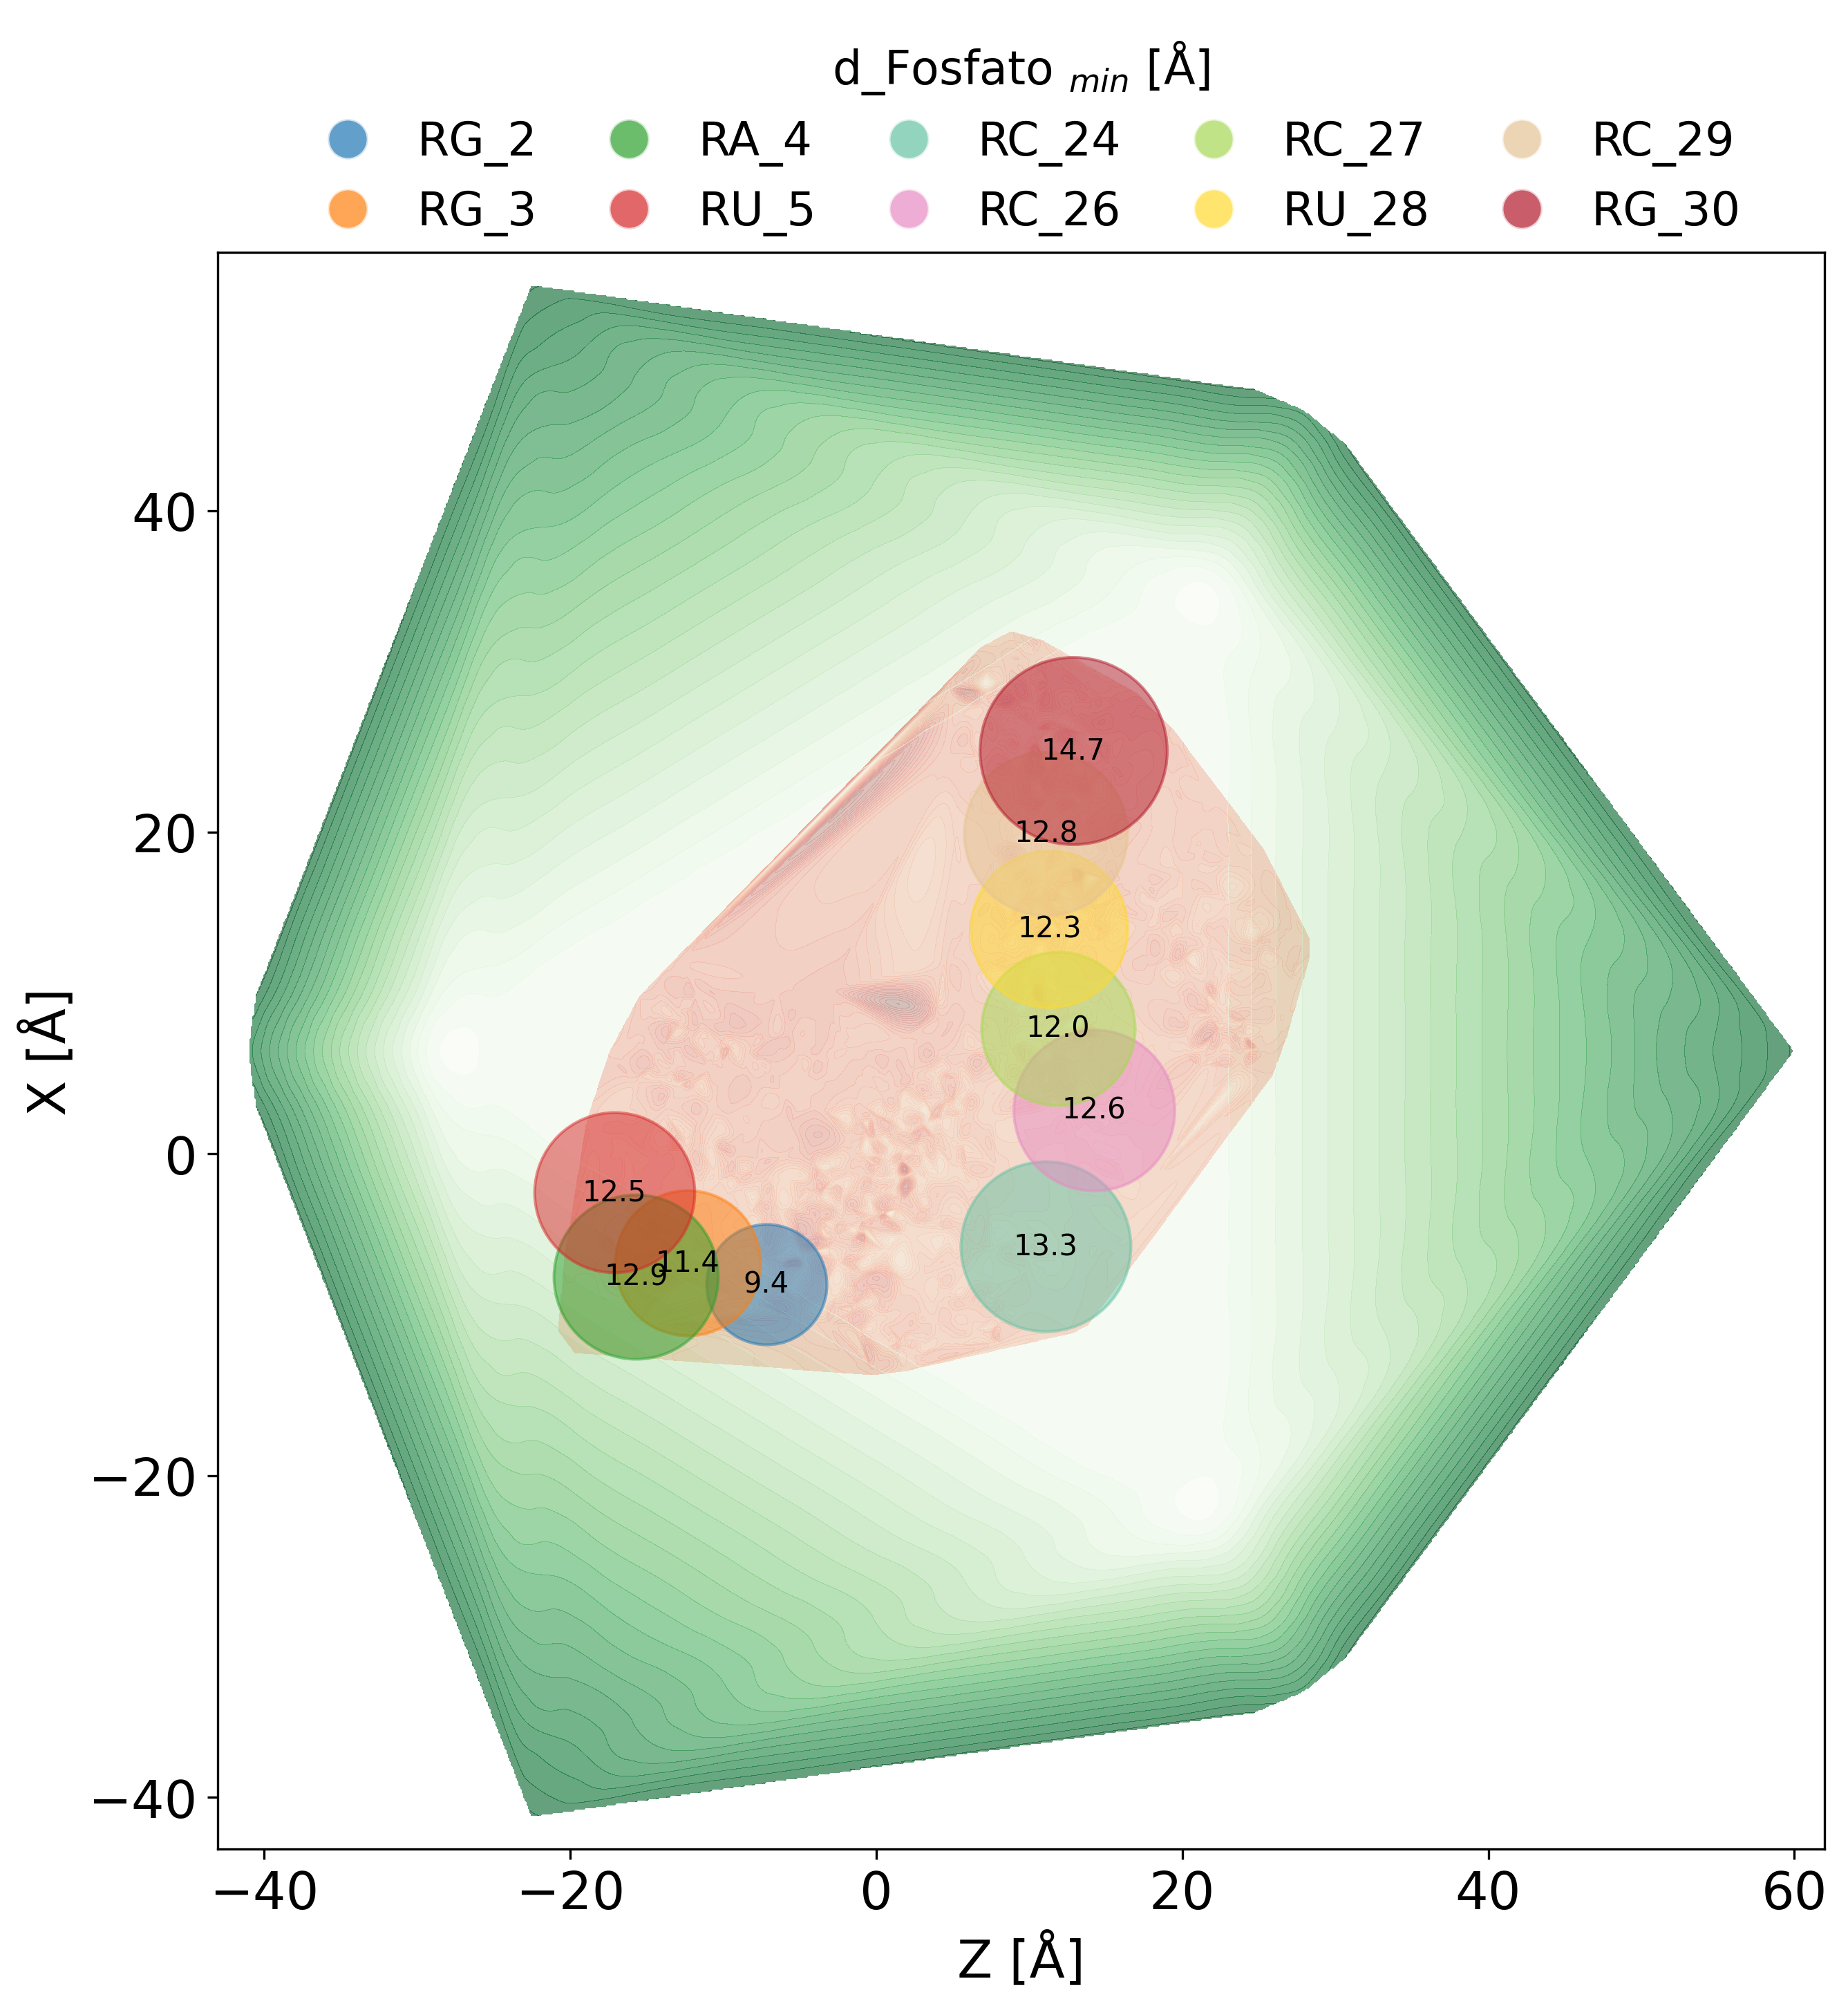 d_Fosfato min [Å]
RG_2 RA_4 RC_24 RC_27 RC_29
RG_3 RU_5 RC_26 RU_28 RG_30
40
20
0
−20
−40
X [Å]
14.7
12.8
12.3
12.0
12.6
12.5
13.3
11.4
12.9
9.4
−40 −20 0 20 40 60
Z [Å]